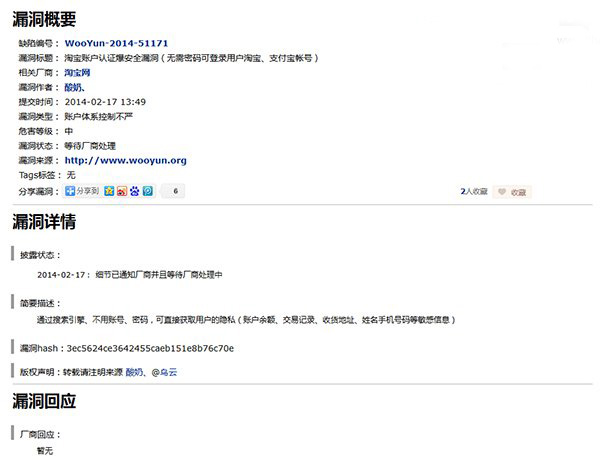 漏洞概要
缺陷编号： WooYun-2014-51171
漏洞标题： 淘宝账户认证爆安全漏洞（无需密码可登录用户淘宝、支付宝帐号）
相关厂商： 淘宝网
漏洞作者： 酸奶、
提交时间： 2014-02-17 13:49
漏洞类型： 账户体系控制不严
危害等级： 中
漏洞状态： 等待厂商处理
漏洞来源： http://www.wooyun.org
Tags标签： 无
分享漏洞： 分享到 6 2人收藏 收藏
漏洞详情
披露状态：
2014-02-17： 细节已通知厂商并且等待厂商处理中
简要描述：
通过搜索引擎、不用账号、密码，可直接获取用户的隐私（账户余额、交易记录、收货地址、姓名手机号码等敏感信息）
漏洞hash：3ec5624ce3642455caeb151e8b76c70e
版权声明：转载请注明来源 酸奶、@乌云
漏洞回应
厂商回应：
暂无